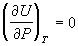 (∂U/∂P)_T = 0